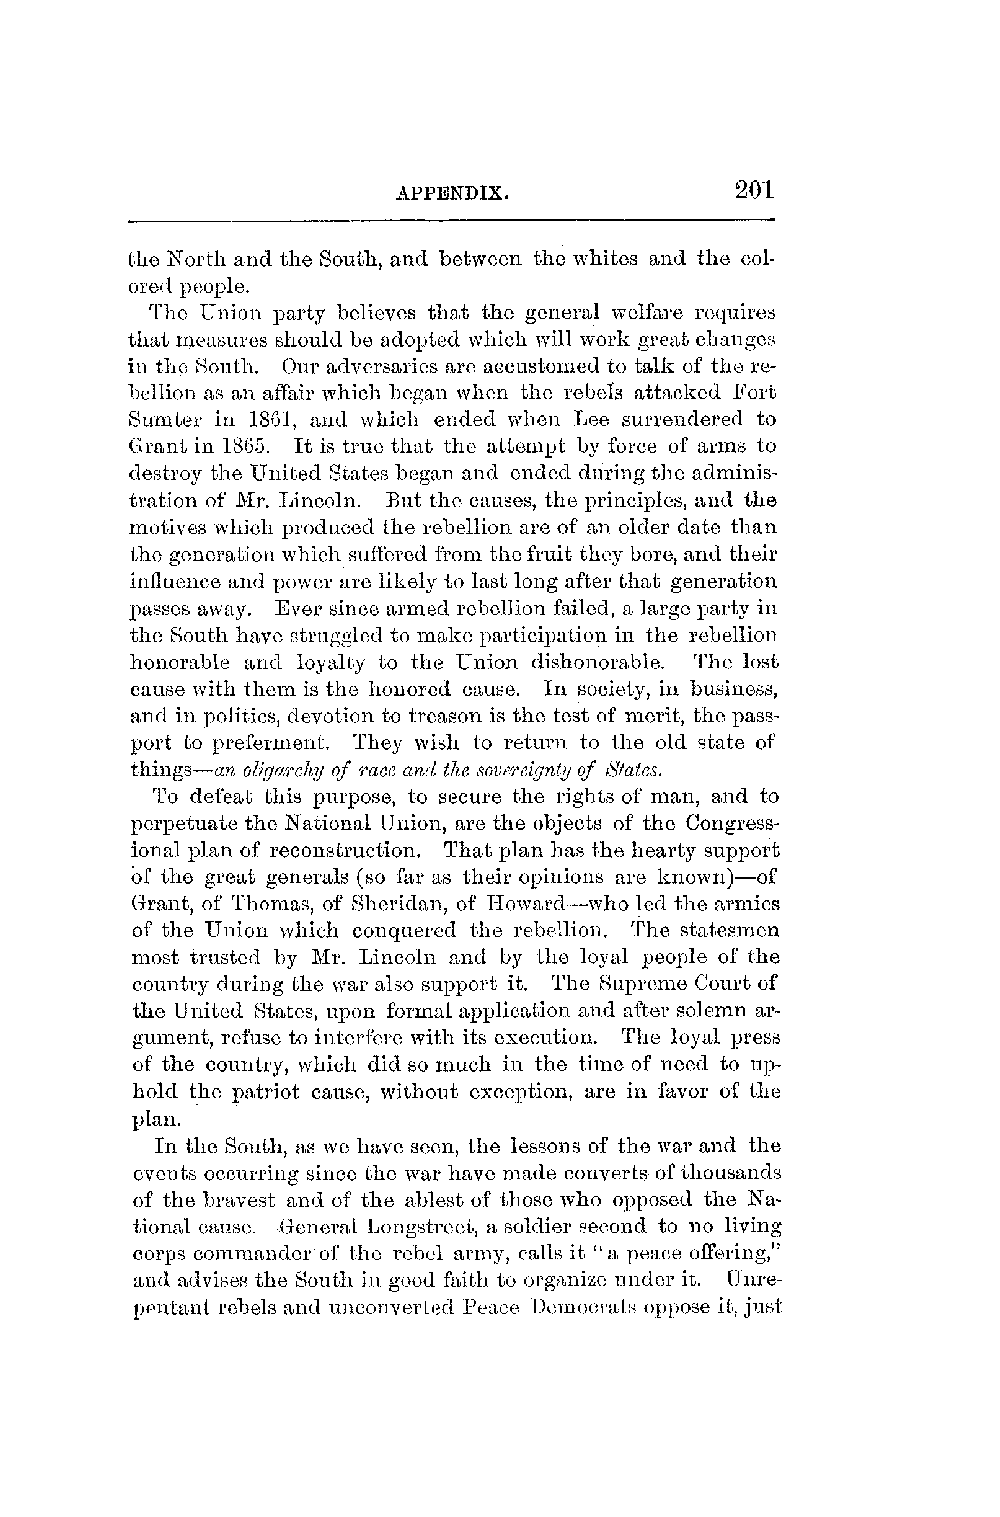 APPENDIX. 201
the North and the South, and between the whites and the col-
ored people.
The Union party believes that the general welfare requires
that measures should be adopted which will work great changes
in the South. Our adversaries are accustomed to talk of the re-
bellion as an affair which began when the rebels attacked Fort
Sumter in 1861, and which ended when Lee surrendered to
Grant in 1865. It is true that the attempt by force of arms to
destroy the United States began and ended during the adminis-
tration of Mr. Lincoln. But the causes, the principles, and the
motives which produced the rebellion are of an older date than
the generation which suffered from the fruit they bore, and their
influence and power are likely to last long after that generation
passes away. Ever since armed rebellion failed, a large party in
the South have struggled to make participation in the rebellion
honorable and loyalty to the Union dishonorable. The lost
cause with them is the honored cause. In society, in business,
and in politics, devotion to treason is the test of merit, the pass-
port to preferment. They wish to return to the old state of
things—an oligarchy of race and the sovereignty of States.
To defeat this purpose, to secure the rights of man, and to
perpetuate the National Union, are the objects of the Congress-
ional plan of reconstruction. That plan has the hearty support
of the great generals (so far as their opinions are known)—of
Grant, of Thomas, of Sheridan, of Howard—who led the armies
of the Union which conquered the rebellion. The statesmen
most trusted by Mr. Lincoln and by the loyal people of the
country during the war also support it. The Supreme Court of
the United States, upon formal application and after solemn ar-
gument, refuse to interfere with its execution. The loyal press
of the country, which did so much in the time of need to up-
hold the patriot cause, without exception, are in favor of the
plan.
In the South, as we have seen, the lessons of the war and the
events occurring since the war have made converts of thousands
of the bravest and of the ablest of those who opposed the Na-
tional cause. General Longstreet, a soldier second to no living
corps commander of the rebel army, calls it "a peace offering,"
and advises the South in good faith to organize under it. Unre-
pentant rebels and unconverted Peace Democrats oppose it, just